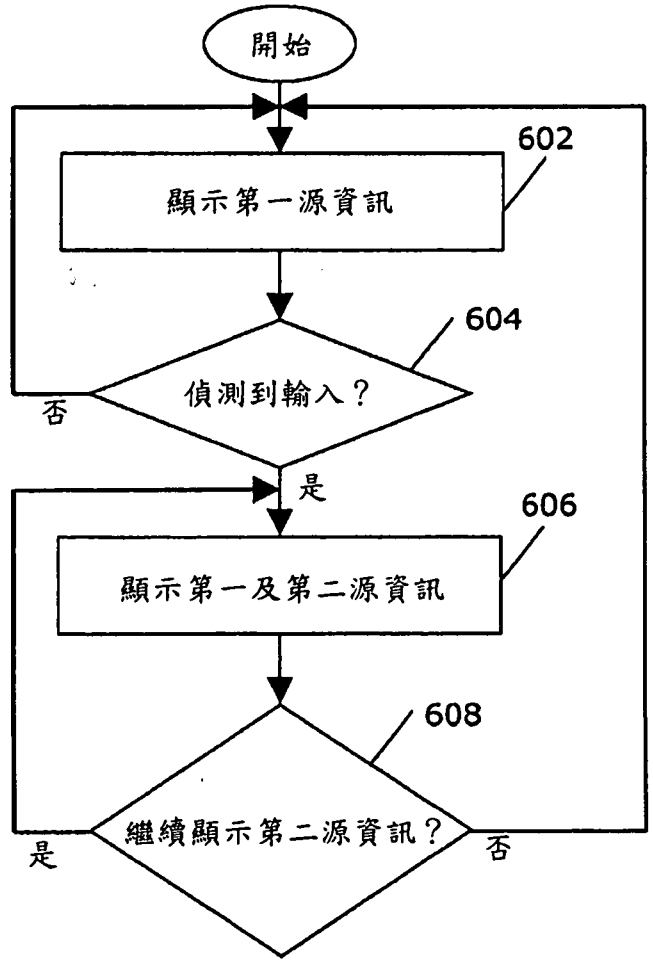 開始
602
顯示第一源資訊
604
偵測到輸入？
否
是
606
顯示第一及第二源資訊
608
繼續顯示第二源資訊？
是
否